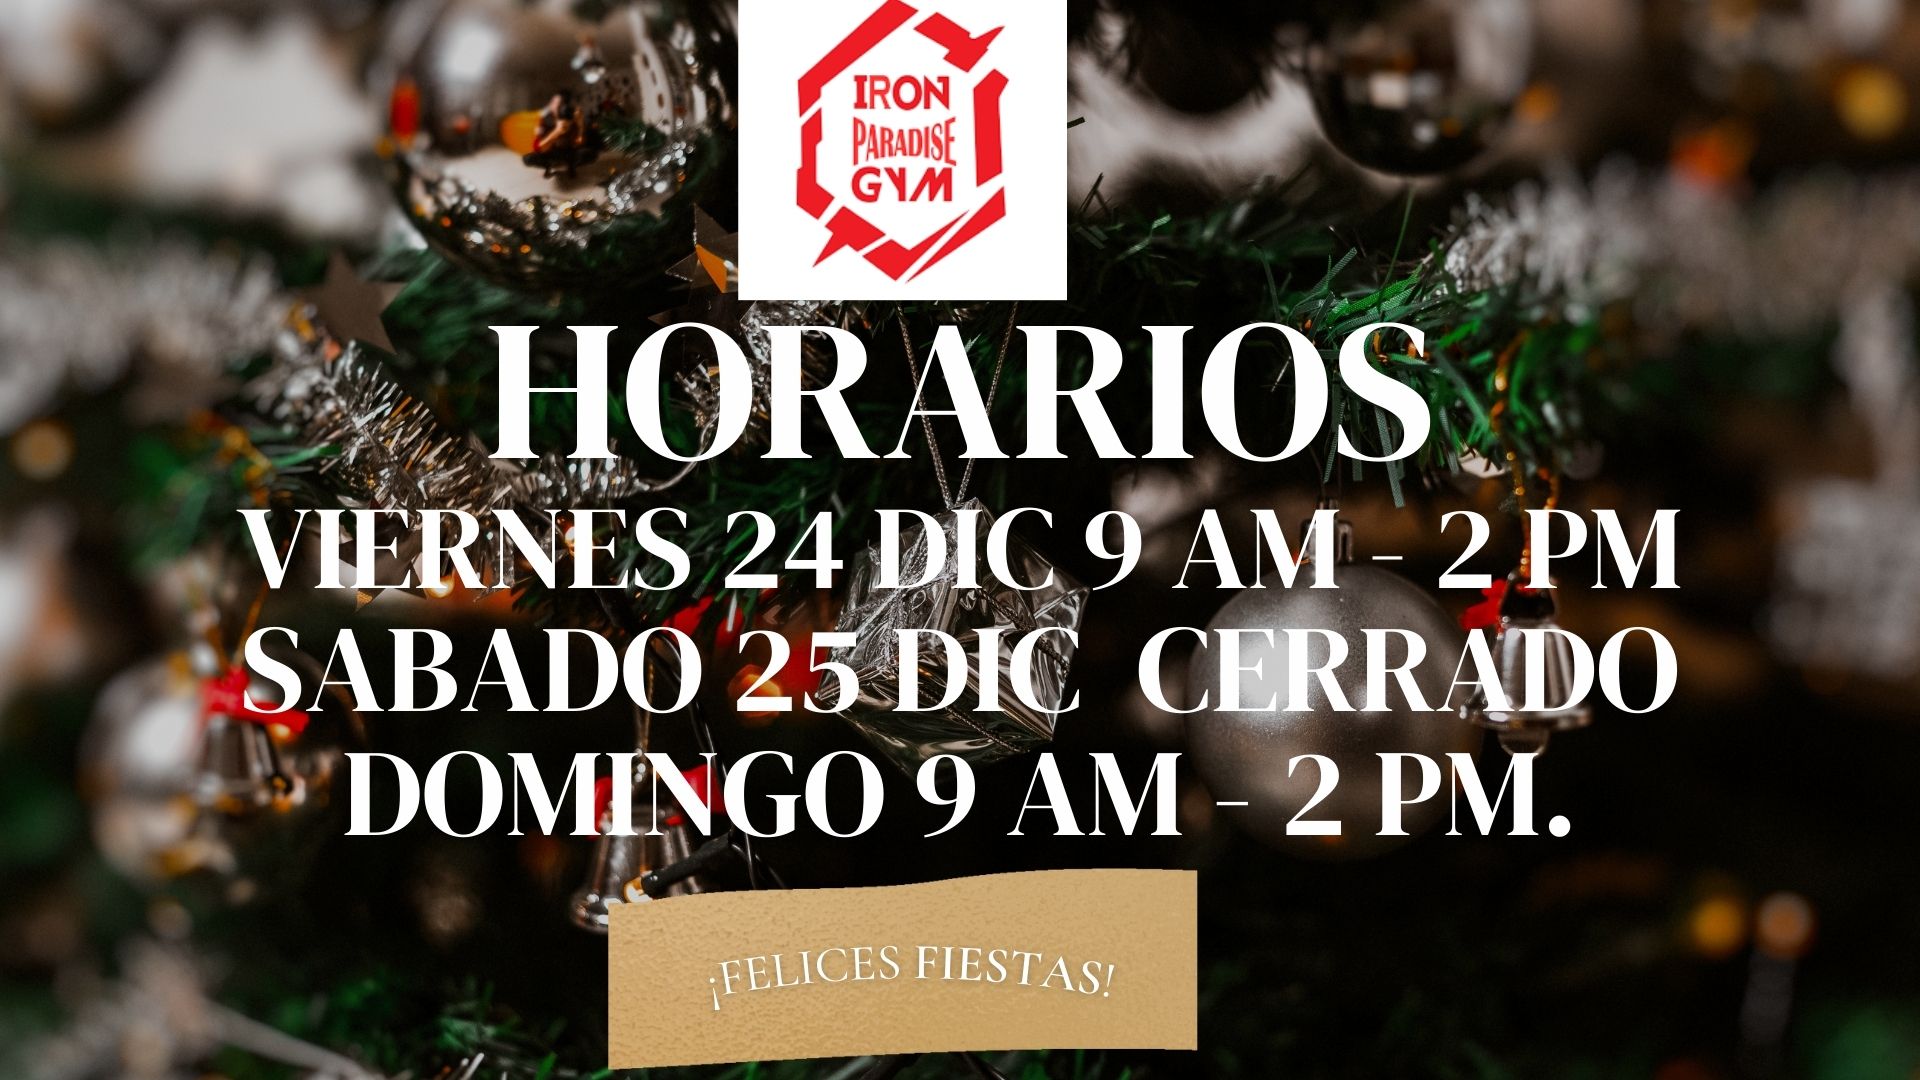 IRON
PARADISE
GYM
HORARIOS
VIERNES 24 DIC 9 AM - 2 PM
SABADO 25 DIC CERRADO
DOMINGO 9 AM - 2 PM.
¡FELICES FIESTAS!